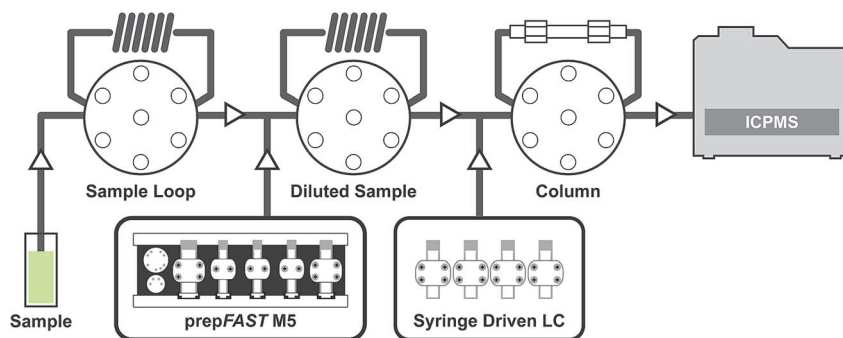 ICPMS
Sample Loop
Diluted Sample
Column
Sample
prepFAST M5
Syringe Driven LC